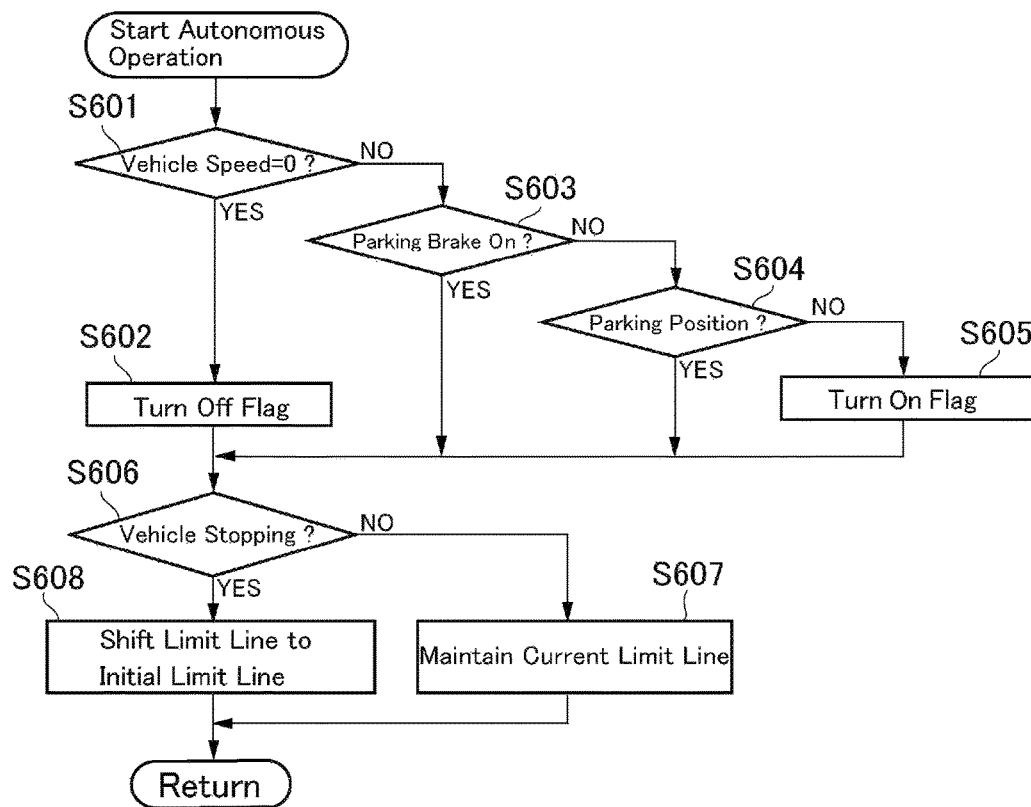 Start Autonomous
Operation
S601
Vehicle Speed=0 ?
NO
YES
S603
Parking Brake On ?
NO
YES
S604
Parking Position ?
NO
YES
S602
Turn Off Flag
S605
Turn On Flag
S606
Vehicle Stopping ?
NO
YES
S608
Shift Limit Line to
Initial Limit Line
S607
Maintain Current Limit Line
Return